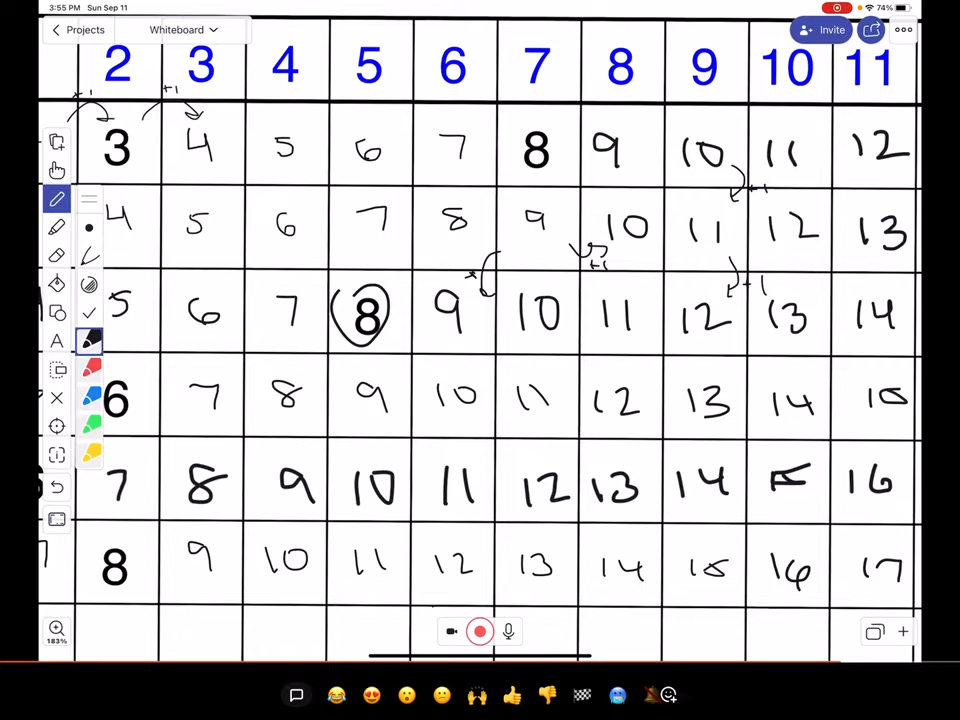 3:55 PM Sun Sep 11
74%
Projects
Whiteboard
Invite
2 3 4 5 6 7 8 9 10 11
+1 +1
3 4 5 6 7 8 9 10 11 12
+1
4 5 6 7 8 9 10 11 12 13
+1
+1
5 6 7 8 9 10 11 12 13 14
6 7 8 9 10 11 12 13 14 15
7 8 9 10 11 12 13 14 15 16
7 8 9 10 11 12 13 14 15 16 17
A
183%